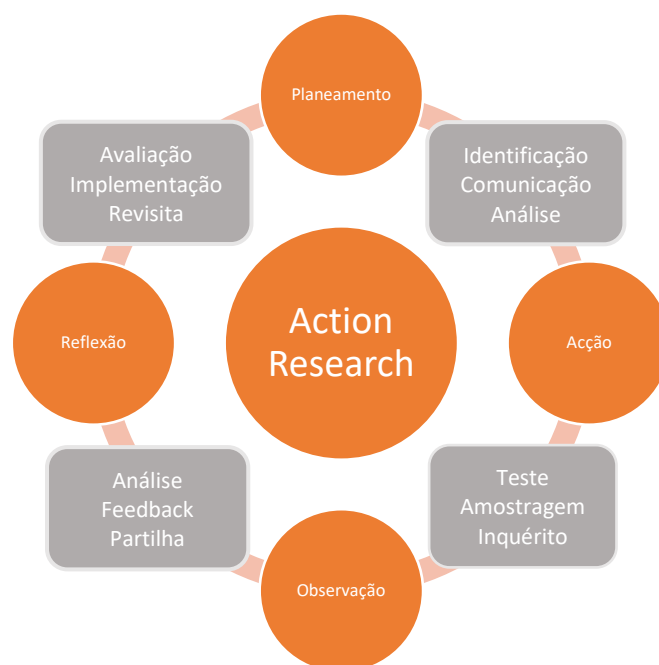 Planeamento
Avaliação
Implementação
Revisita
Identificação
Comunicação
Análise
Action
Research
Reflexão
Acção
Análise
Feedback
Partilha
Teste
Amostragem
Inquérito
Observação